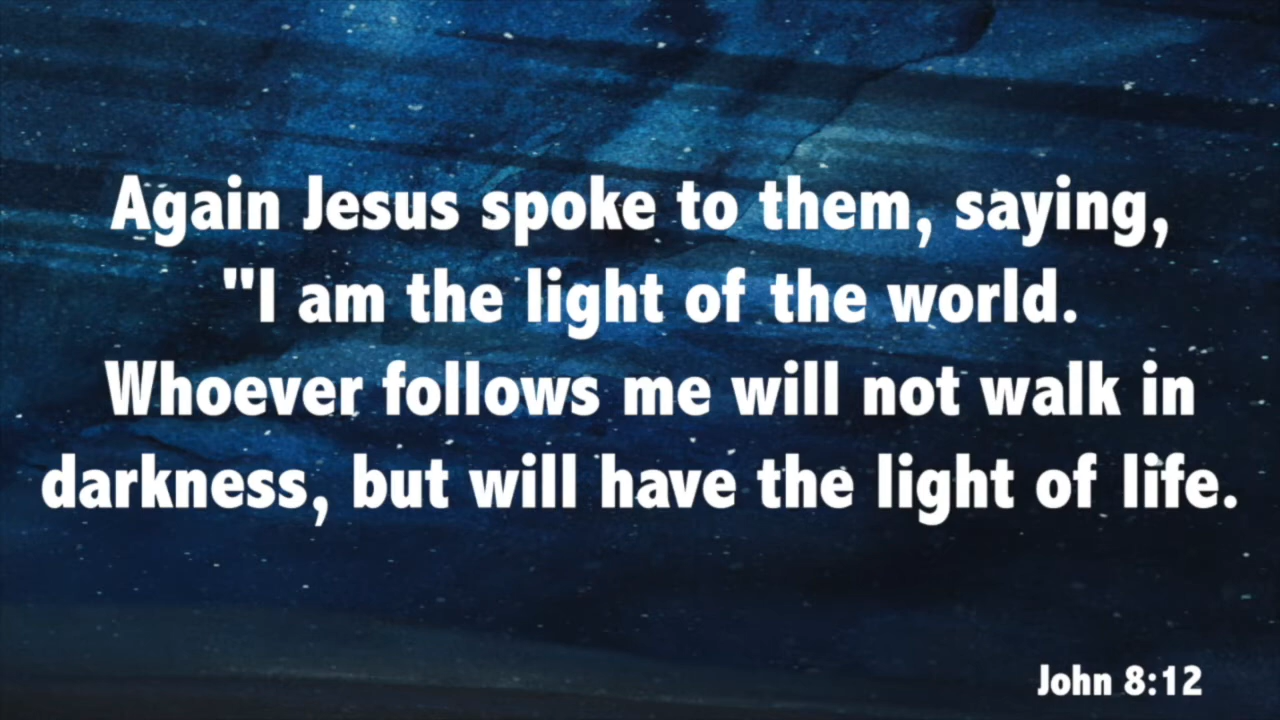 Again Jesus spoke to them, saying,
"I am the light of the world.
Whoever follows me will not walk in
darkness, but will have the light of life.
John 8:12